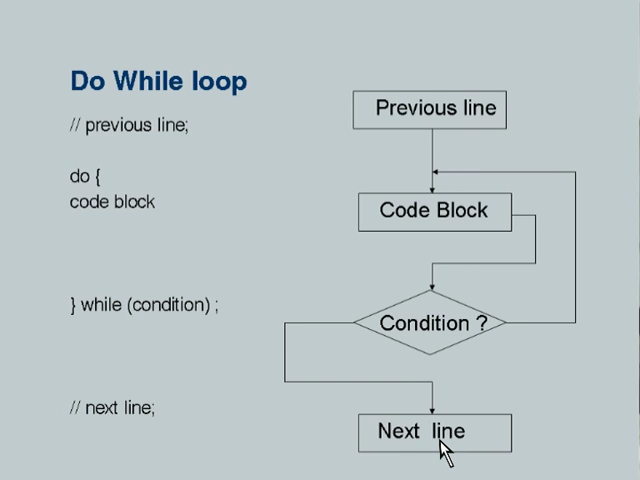 Do While loop
// previous line;
do {
code block
} while (condition) ;
// next line;
Previous line
Code Block
Condition ?
Next line